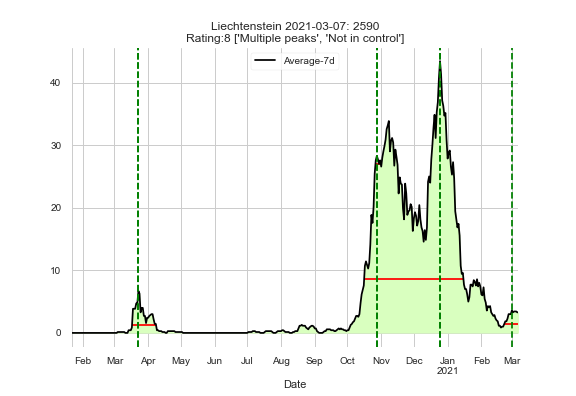 Liechtenstein 2021-03-07: 2590
Rating:8 ['Multiple peaks', 'Not in control']
Average-7d
40
30
20
10
0
Feb Mar Apr May Jun Jul Aug Sep Oct Nov Dec Jan Feb Mar
2021
Date